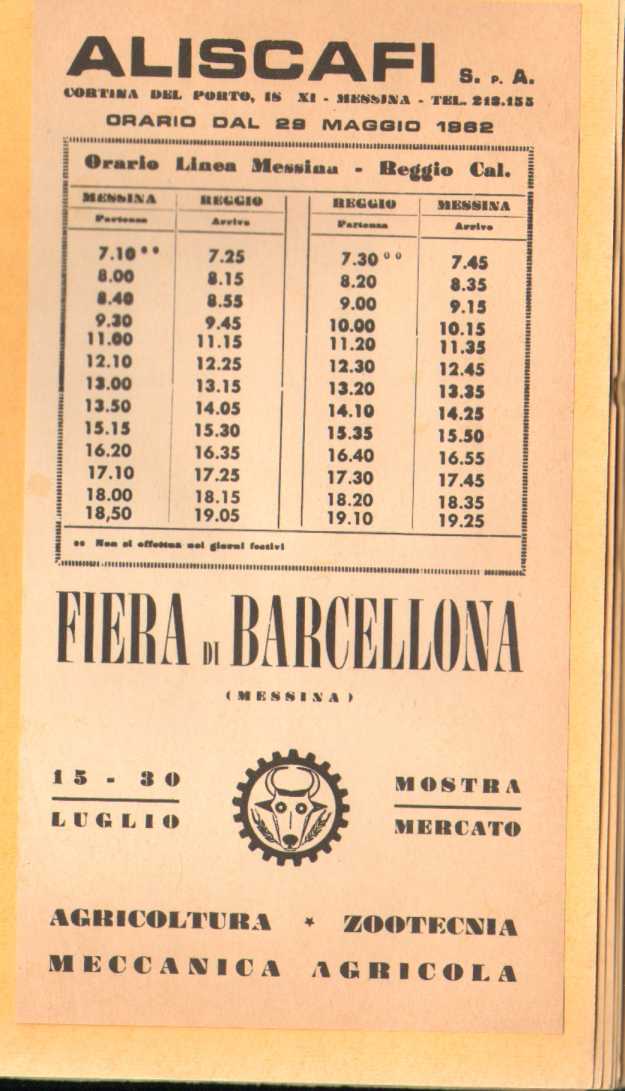 ALISCAFI S. P. A.
CORTINA DEL PORTO, IS XI - MESSINA - TEL. 218.155
ORARIO DAL 29 MAGGIO 1962
Orario Linea Messina - Reggio Cal.
MESSINA REGGIO REGGIO MESSINA
Partenza Arrivo Partenza Arrivo
7.10 °° 7.25 7.30 °° 7.45
8.00 8.15 8.20 8.35
8.40 8.55 9.00 9.15
9.30 9.45 10.00 10.15
11.00 11.15 11.20 11.35
12.10 12.25 12.30 12.45
13.00 13.15 13.20 13.35
13.50 14.05 14.10 14.25
15.15 15.30 15.35 15.50
16.20 16.35 16.40 16.55
17.10 17.25 17.30 17.45
18.00 18.15 18.20 18.35
18,50 19.05 19.10 19.25
°° Non si effettua nei giorni festivi
FIERA DI BARCELLONA
(MESSINA)
15 - 30
LUGLIO
MOSTRA
MERCATO
AGRICOLTURA * ZOOTECNIA
MECCANICA AGRICOLA